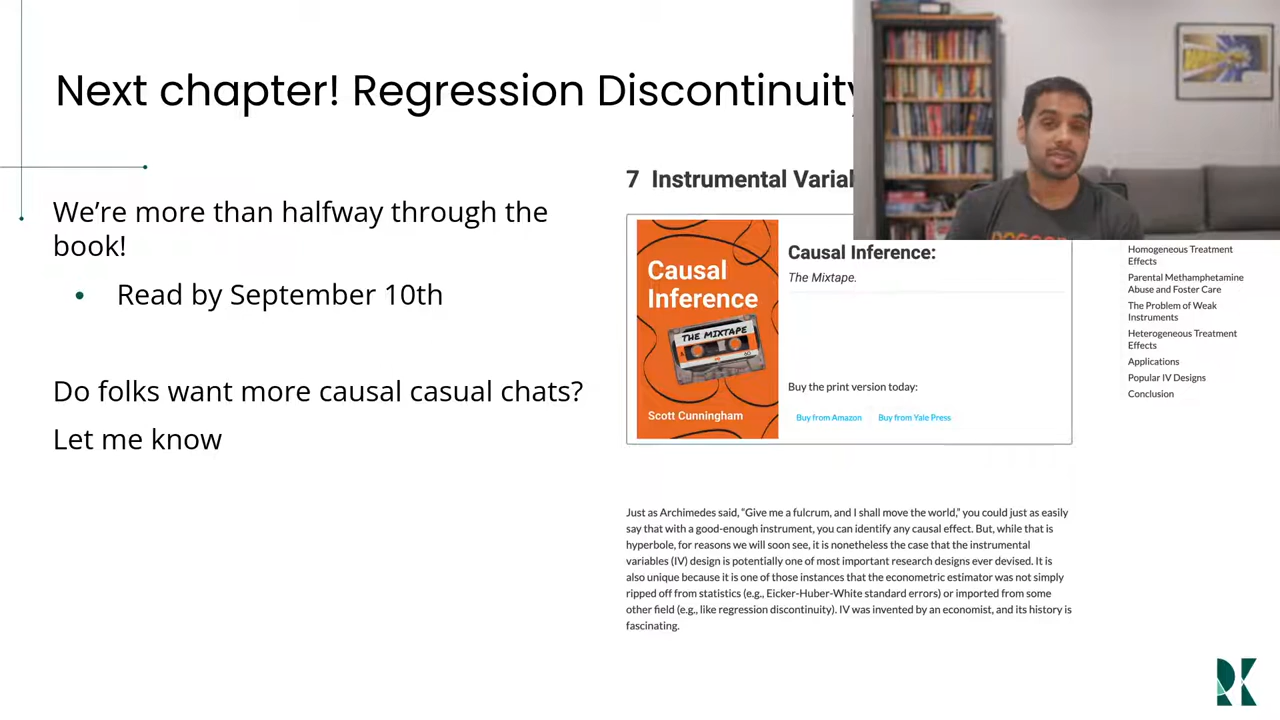 Next chapter! Regression Discontinuity
We’re more than halfway through the
book!
• Read by September 10th
Do folks want more causal casual chats?
Let me know
7 Instrumental Varial
Causal
Inference
THE MIXTAPE
A
60
Scott Cunningham
Causal Inference:
The Mixtape.
Buy the print version today:
Buy from Amazon Buy from Yale Press
Just as Archimedes said, “Give me a fulcrum, and I shall move the world,” you could just as easily
say that with a good-enough instrument, you can identify any causal effect. But, while that is
hyperbole, for reasons we will soon see, it is nonetheless the case that the instrumental
variables (IV) design is potentially one of most important research designs ever devised. It is
also unique because it is one of those instances that the econometric estimator was not simply
ripped off from statistics (e.g., Eicker-Huber-White standard errors) or imported from some
other field (e.g., like regression discontinuity). IV was invented by an economist, and its history is
fascinating.
Homogeneous Treatment
Effects
Parental Methamphetamine
Abuse and Foster Care
The Problem of Weak
Instruments
Heterogeneous Treatment
Effects
Applications
Popular IV Designs
Conclusion
RK